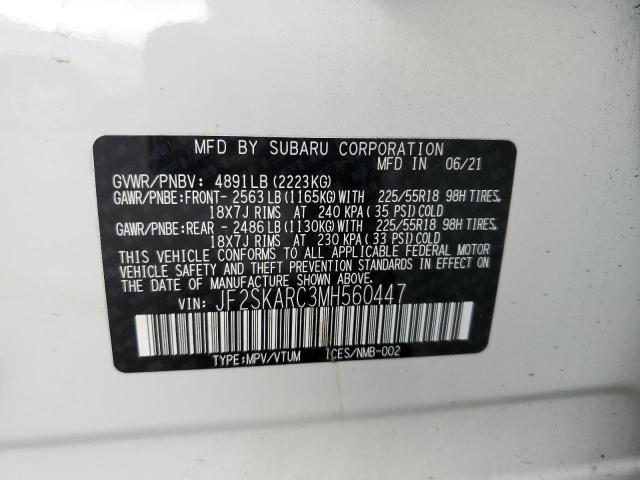 MFD BY SUBARU CORPORATION
MFD IN 06/21
GVWR/PNBV: 4891LB (2223KG)
GAWR/PNBE:FRONT- 2563LB (1165KG)WITH 225/55R18 98H TIRES,
18X7J RIMS AT 240 KPA (35 PSI)COLD
GAWR/PNBE:REAR - 2486LB (1130KG)WITH 225/55R18 98H TIRES,
18X7J RIMS AT 230 KPA (33 PSI)COLD
THIS VEHICLE CONFORMS TO ALL APPLICABLE FEDERAL MOTOR
VEHICLE SAFETY AND THEFT PREVENTION STANDARDS IN EFFECT
ON THE DATE OF MANUFACTURE SHOWN ABOVE.
VIN: JF2SKARC3MH560447
TYPE:MPV/VTUM ICES/NMB-002